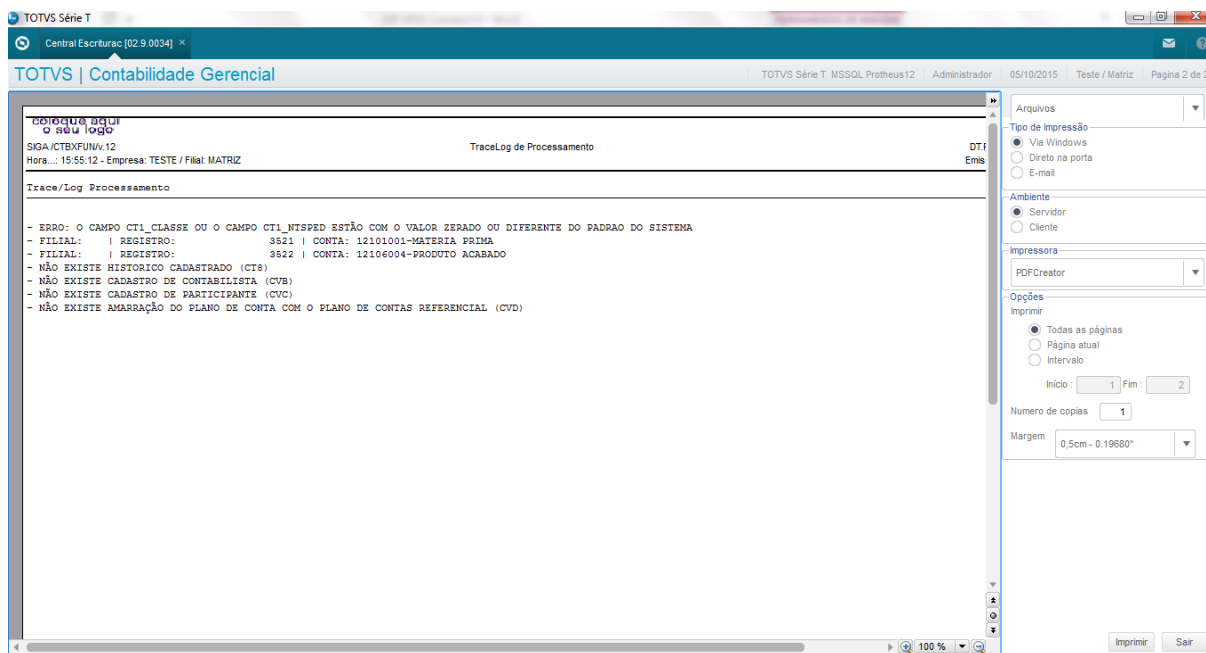 TOTVS Série T
Central Escriturac [02.9.0034] ×
TOTVS | Contabilidade Gerencial
TOTVS Série T MSSQL Protheus12 Administrador 05/10/2015 Teste / Matriz Pagina 2 de 2
coloque aqui
o seu logo
SIGA /CTBXFUN/v.12 TraceLog de Processamento DT.F
Hora...: 15:55:12 - Empresa: TESTE / Filial: MATRIZ Emis
Trace/Log Processamento
- ERRO: O CAMPO CT1_CLASSE OU O CAMPO CT1_NTSPED ESTÃO COM O VALOR ZERADO OU DIFERENTE DO PADRAO DO SISTEMA
- FILIAL: | REGISTRO: 3521 | CONTA: 12101001-MATERIA PRIMA
- FILIAL: | REGISTRO: 3522 | CONTA: 12106004-PRODUTO ACABADO
- NÃO EXISTE HISTORICO CADASTRADO (CT8)
- NÃO EXISTE CADASTRO DE CONTABILISTA (CVB)
- NÃO EXISTE CADASTRO DE PARTICIPANTE (CVC)
- NÃO EXISTE AMARRAÇÃO DO PLANO DE CONTA COM O PLANO DE CONTAS REFERENCIAL (CVD)
100 %
Arquivos
Tipo de Impressão
Via Windows
Direto na porta
E-mail
Ambiente
Servidor
Cliente
Impressora
PDFCreator
Opções
Imprimir
Todas as páginas
Página atual
Intervalo
Início : 1 Fim : 2
Numero de copias 1
Margem 0,5cm - 0.19680"
Imprimir Sair